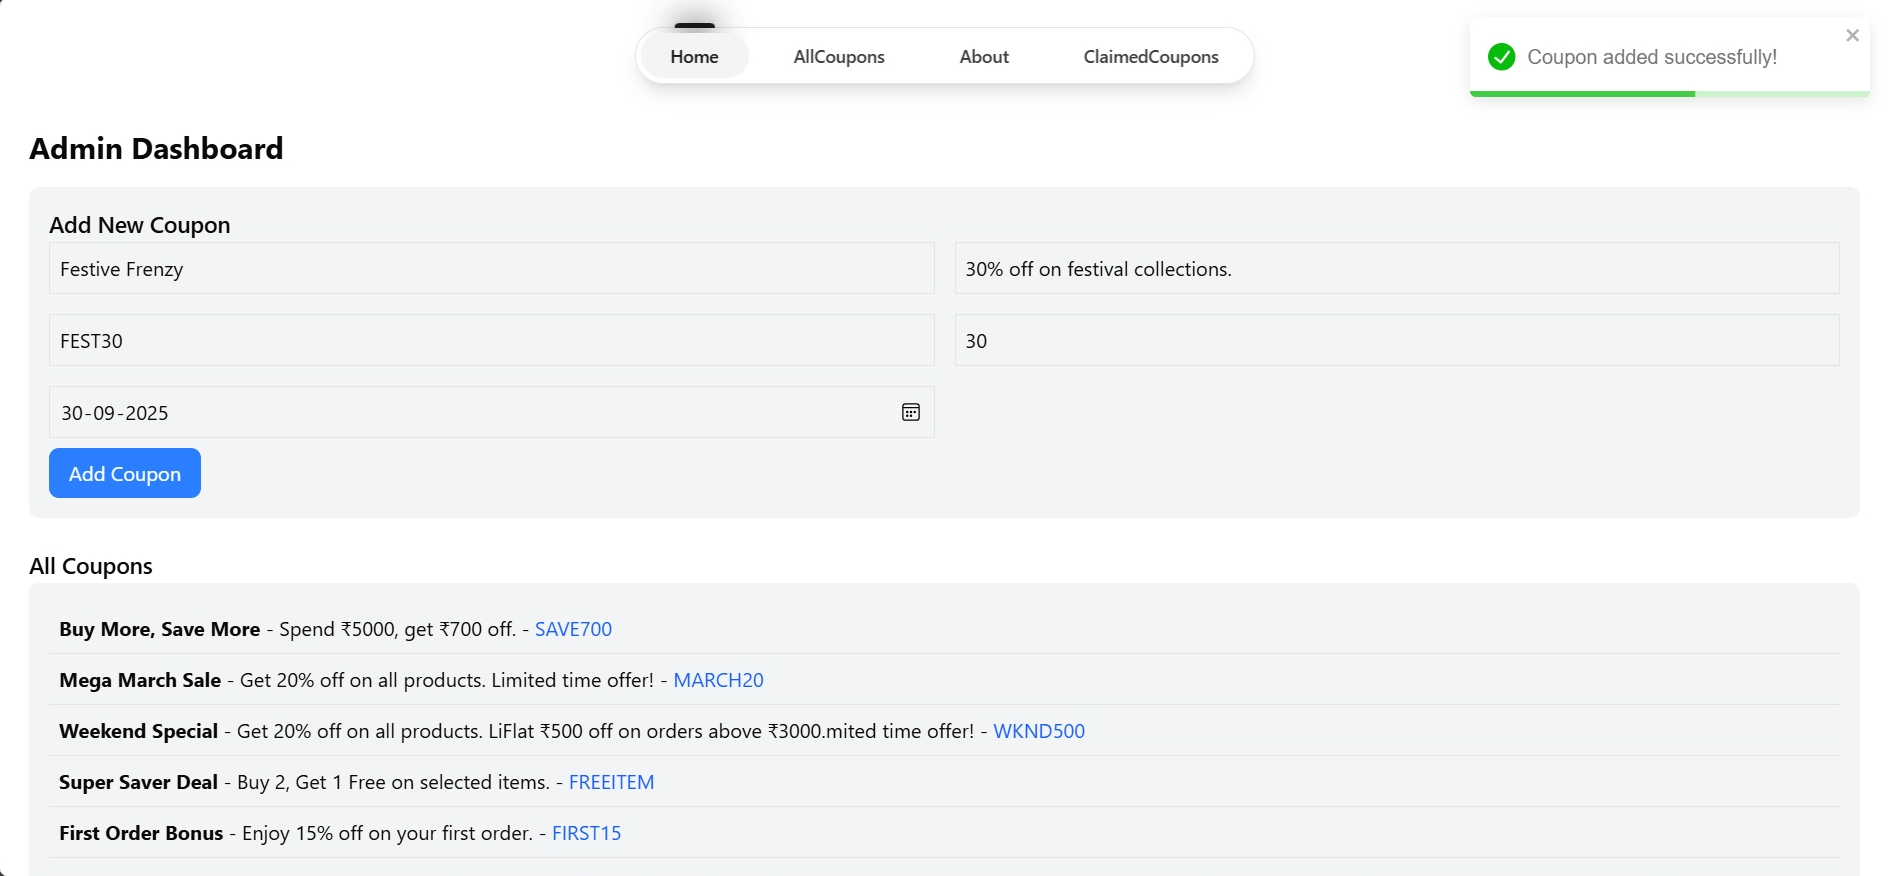 Home AllCoupons About ClaimedCoupons
Coupon added successfully!
Admin Dashboard
Add New Coupon
Festive Frenzy
30% off on festival collections.
FEST30
30
30-09-2025
Add Coupon
All Coupons
Buy More, Save More - Spend ₹5000, get ₹700 off. - SAVE700
Mega March Sale - Get 20% off on all products. Limited time offer! - MARCH20
Weekend Special - Get 20% off on all products. LiFlat ₹500 off on orders above ₹3000.mited time offer! - WKND500
Super Saver Deal - Buy 2, Get 1 Free on selected items. - FREEITEM
First Order Bonus - Enjoy 15% off on your first order. - FIRST15